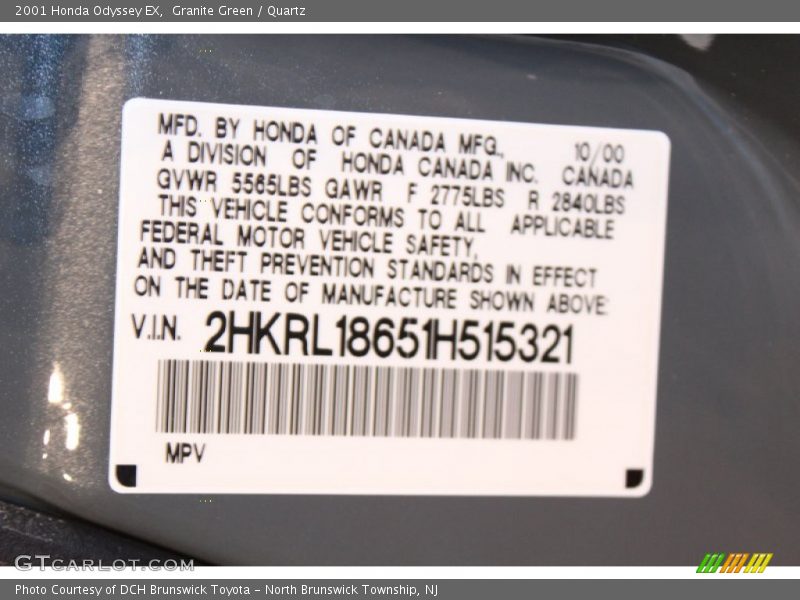 2001 Honda Odyssey EX,  Granite Green / Quartz
MFD. BY HONDA OF CANADA MFG., 10/00
A DIVISION OF HONDA CANADA INC. CANADA
GVWR 5565LBS GAWR F 2775LBS R 2840LBS
THIS VEHICLE CONFORMS TO ALL APPLICABLE
FEDERAL MOTOR VEHICLE SAFETY,
AND THEFT PREVENTION STANDARDS IN EFFECT
ON THE DATE OF MANUFACTURE SHOWN ABOVE:
V.I.N. 2HKRL18651H515321
MPV
GTCARLOT.COM
Photo Courtesy of DCH Brunswick Toyota - North Brunswick Township, NJ